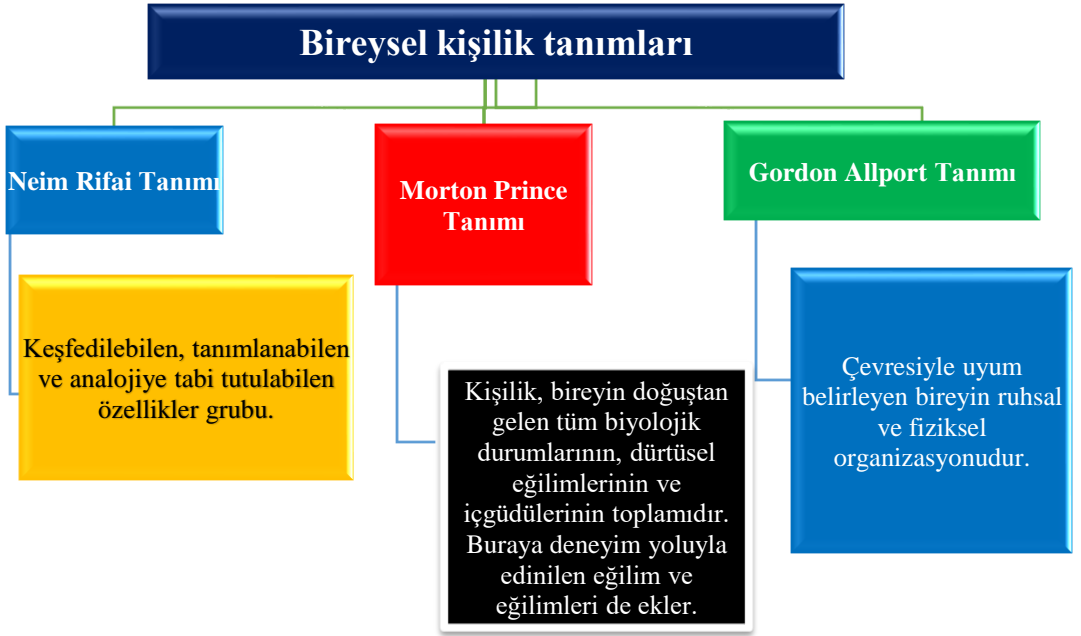 Bireysel kişilik tanımları
Neim Rifai Tanımı
Keşfedilebilen, tanımlanabilen
ve analojiye tabi tutulabilen
özellikler grubu.
Morton Prince
Tanımı
Kişilik, bireyin doğuştan
gelen tüm biyolojik
durumlarının, dürtüsel
eğilimlerinin ve
içgüdülerinin toplamıdır.
Buraya deneyim yoluyla
edinilen eğilim ve
eğilimleri de ekler.
Gordon Allport Tanımı
Çevresiyle uyum
belirleyen bireyin ruhsal
ve fiziksel
organizasyonudur.